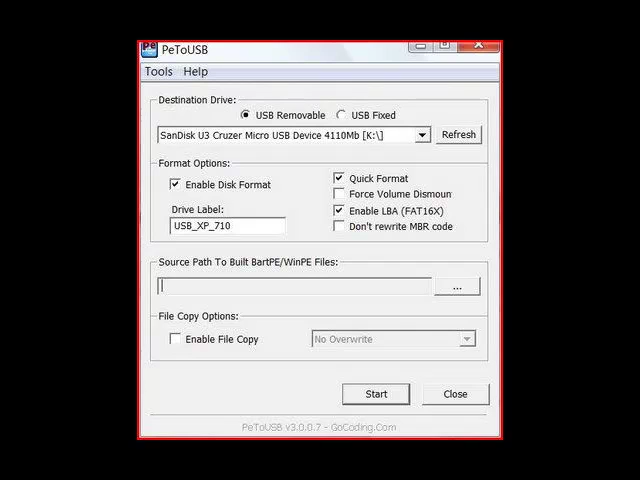 Pe PeToUSB
Tools Help
Destination Drive:
USB Removable USB Fixed
SanDisk U3 Cruzer Micro USB Device 4110Mb [K:\] Refresh
Format Options:
Enable Disk Format
Quick Format
Force Volume Dismoun
Drive Label:
Enable LBA (FAT16X)
USB_XP_710
Don't rewrite MBR code
Source Path To Built BartPE/WinPE Files:
...
File Copy Options:
Enable File Copy No Overwrite
Start Close
PeToUSB v3.0.0.7 - GoCoding.Com